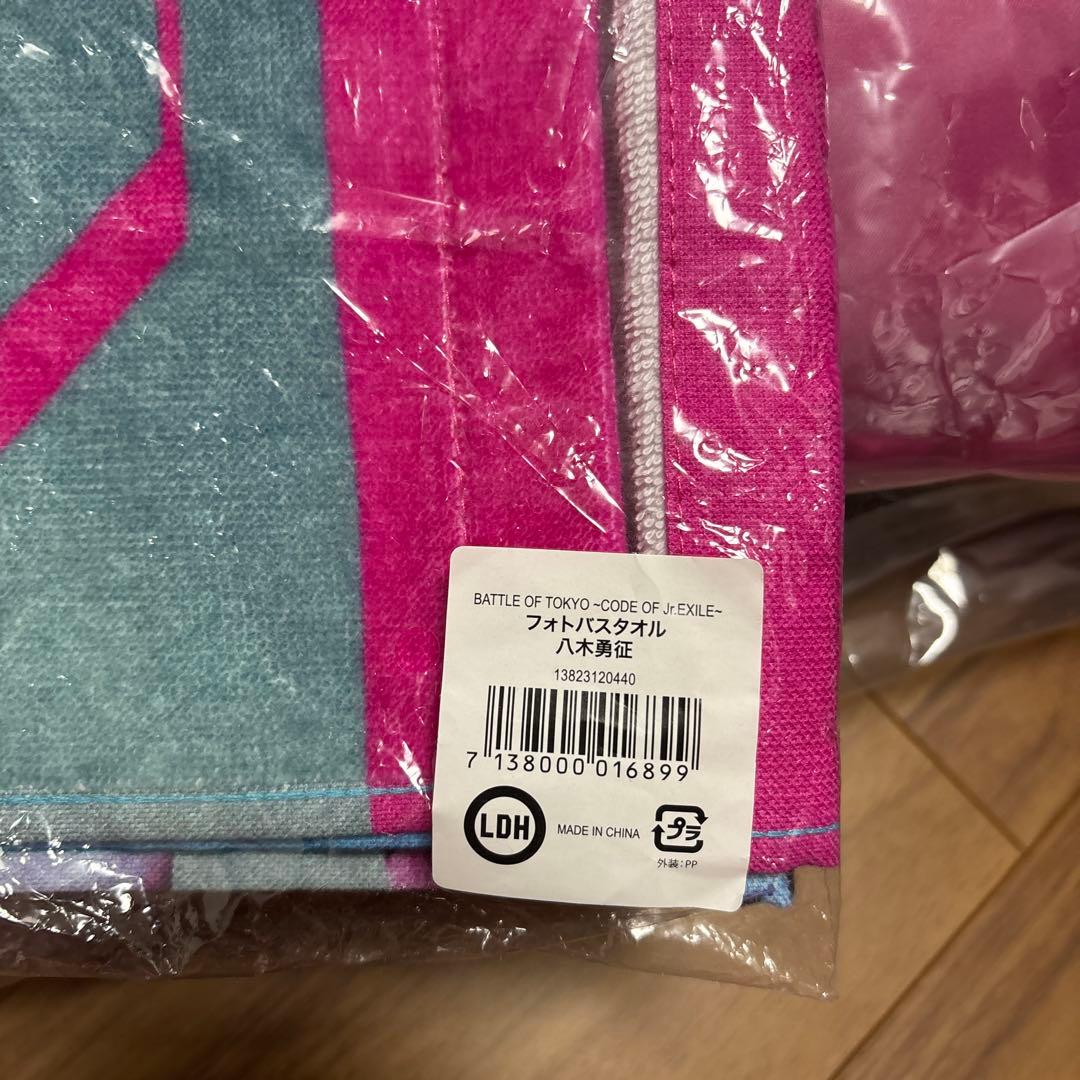 BATTLE OF TOKYO ~CODE OF Jr.EXILE~
フォトバスタオル
八木勇征
13823120440
7 138000 016899
LDH
MADE IN CHINA
プラ
外装:PP